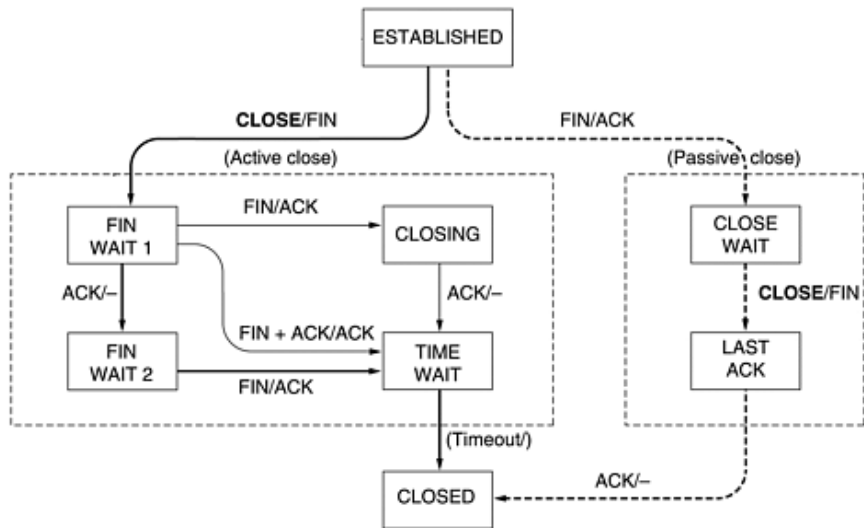 ESTABLISHED
CLOSE/FIN
FIN/ACK
(Active close)
(Passive close)
FIN
WAIT 1
FIN/ACK
CLOSING
CLOSE
WAIT
ACK/–
ACK/–
CLOSE/FIN
FIN + ACK/ACK
FIN
WAIT 2
FIN/ACK
TIME
WAIT
LAST
ACK
(Timeout/)
CLOSED
ACK/–